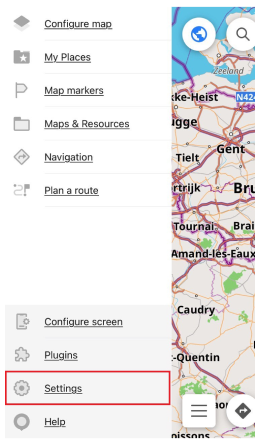 Configure map
My Places
Map markers
Maps & Resources
Navigation
Plan a route
Configure screen
Plugins
Settings
Help
Zeeland
ke-Heist
N424
gge
Gent
Tielt
rtrijk
Bru
Tournai
Brai
Amand-les-Eaux
Caudry
-Quentin
issons